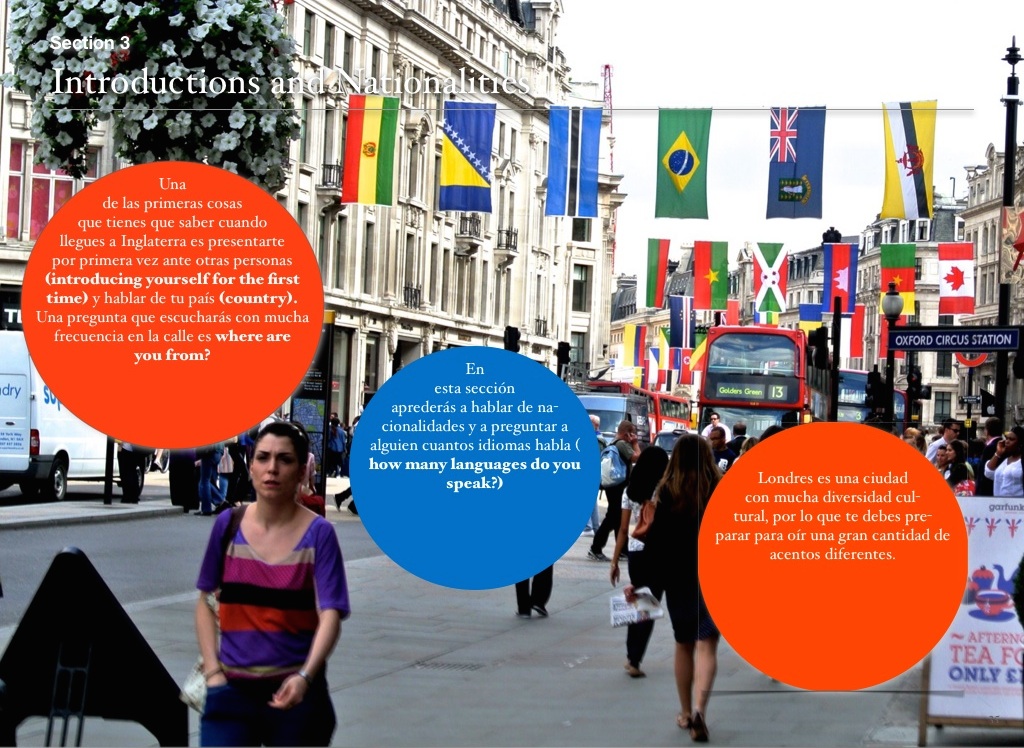 Section 3
Introductions and Nationalities
Una
de las primeras cosas
que tienes que saber cuando
llegues a Inglaterra es presentarte
por primera vez ante otras personas
(introducing yourself for the first
time) y hablar de tu país (country).
Una pregunta que escucharás con mucha
frecuencia en la calle es where are
you from?
En
esta sección
aprederás a hablar de na-
cionalidades y a preguntar a
alguien cuantos idiomas habla (
how many languages do you
speak?)
Londres es una ciudad
con mucha diversidad cul-
tural, por lo que te debes pre-
parar para oír una gran cantidad de
acentos diferentes.
OXFORD CIRCUS STATION
Golders Green 13
garfunk
~ AFTERNO
TEA FO
ONLY £